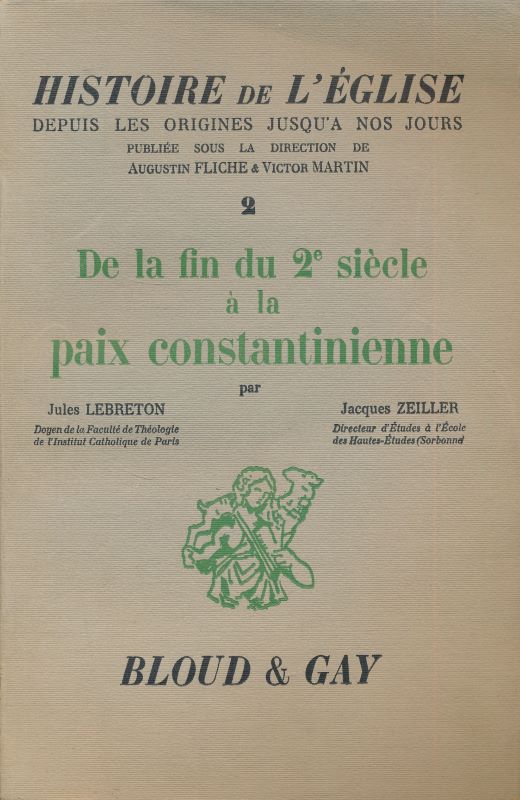 HISTOIRE DE L'ÉGLISE
DEPUIS LES ORIGINES JUSQU'A NOS JOURS
PUBLIÉE SOUS LA DIRECTION DE
AUGUSTIN FLICHE & VICTOR MARTIN
2
De la fin du 2e siècle
à la
paix constantinienne
par
Jules LEBRETON
Doyen de la Faculté de Théologie
de l'Institut Catholique de Paris
Jacques ZEILLER
Directeur d'Études à l'École
des Hautes-Études (Sorbonne)
BLOUD & GAY